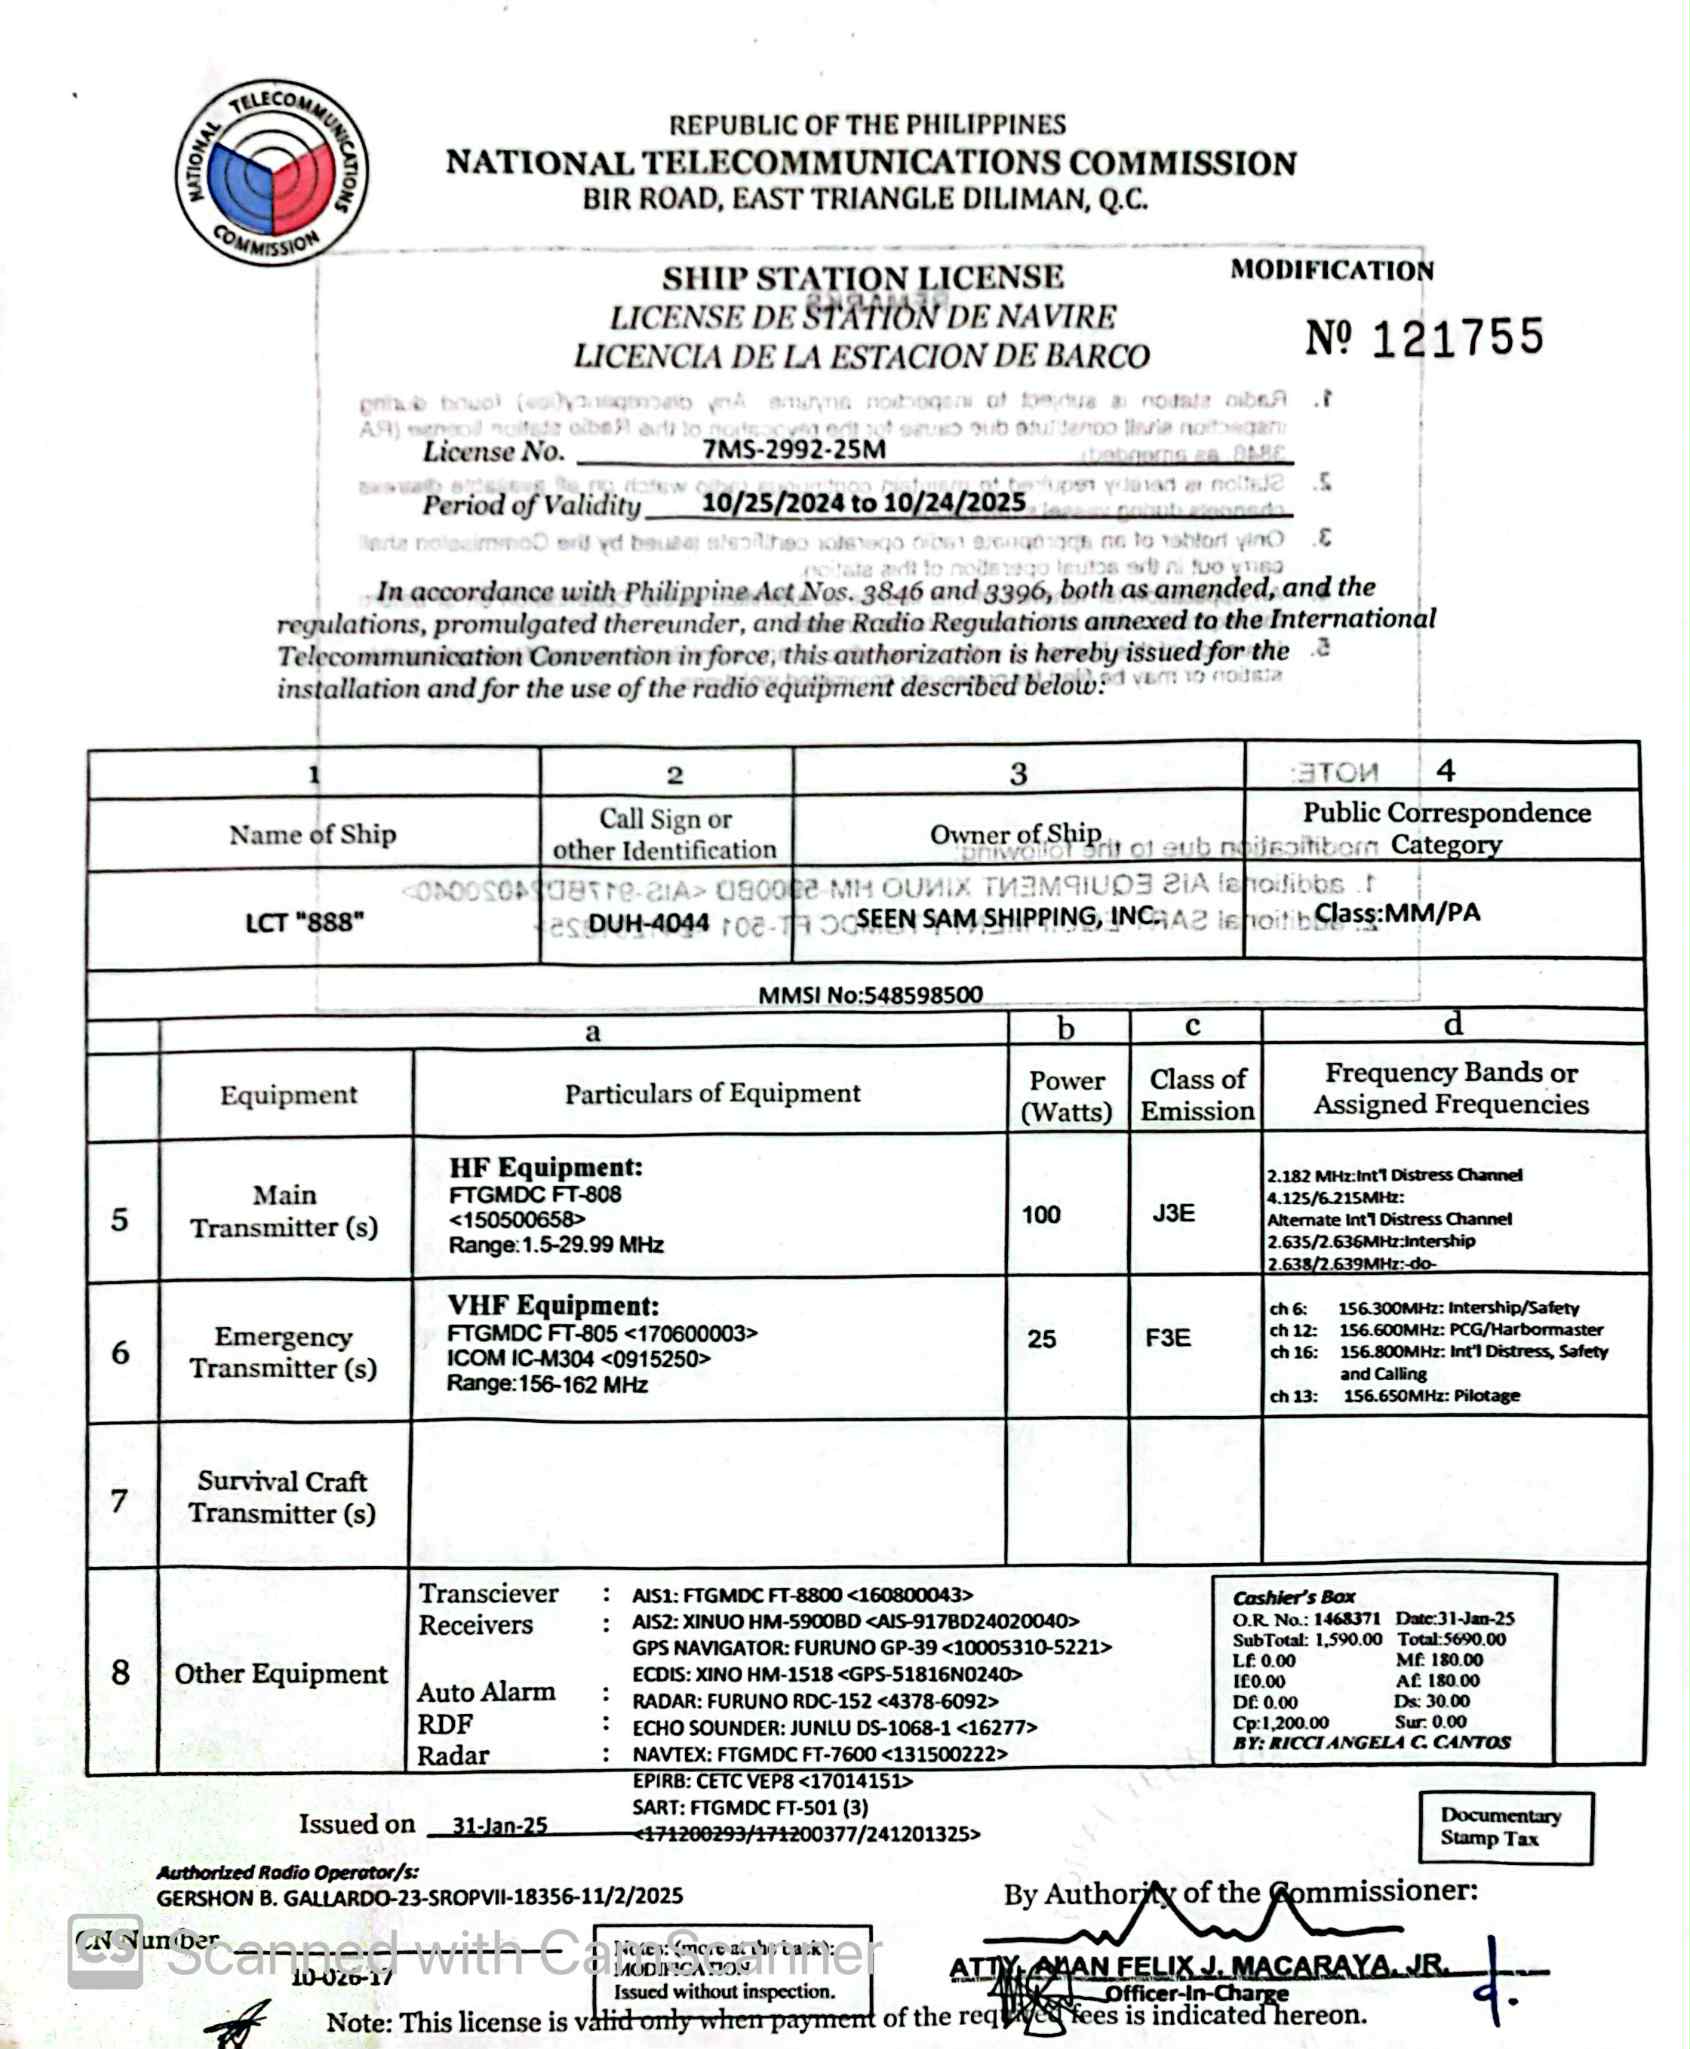 NATIONAL TELECOMMUNICATIONS COMMISSION
REPUBLIC OF THE PHILIPPINES
NATIONAL TELECOMMUNICATIONS COMMISSION
BIR ROAD, EAST TRIANGLE DILIMAN, Q.C.
SHIP STATION LICENSE
MODIFICATION
LICENSE DE STATION DE NAVIRE
LICENCIA DE LA ESTACION DE BARCO
Nº 121755
License No. 7MS-2992-25M
Period of Validity 10/25/2024 to 10/24/2025
In accordance with Philippine Act Nos. 3846 and 3396, both as amended, and the
regulations, promulgated thereunder, and the Radio Regulations annexed to the International
Telecommunication Convention in force, this authorization is hereby issued for the
installation and for the use of the radio equipment described below:
1 2 3 4
Name of Ship
Call Sign or
other Identification
Owner of Ship
Public Correspondence
Category
LCT "888" DUH-4044 SEEN SAM SHIPPING, INC. Class:MM/PA
MMSI No:548598500
a b c d
Equipment
Particulars of Equipment
Power
(Watts)
Class of
Emission
Frequency Bands or
Assigned Frequencies
5
Main
Transmitter (s)
HF Equipment:
FTGMDC FT-808
<150500658>
Range:1.5-29.99 MHz
100
J3E
2.182 MHz:Int'l Distress Channel
4.125/6.215MHz:
Alternate Int'l Distress Channel
2.635/2.636MHz:Intership
2.638/2.639MHz:-do-
6
Emergency
Transmitter (s)
VHF Equipment:
FTGMDC FT-805 <170600003>
ICOM IC-M304 <0915250>
Range:156-162 MHz
25
F3E
ch 6: 156.300MHz: Intership/Safety
ch 12: 156.600MHz: PCG/Harbormaster
ch 16: 156.800MHz: Int'l Distress, Safety
and Calling
ch 13: 156.650MHz: Pilotage
7
Survival Craft
Transmitter (s)
8
Other Equipment
Transciever :
Receivers :
Auto Alarm :
RDF :
Radar :
AIS1: FTGMDC FT-8800 <160800043>
AIS2: XINUO HM-5900BD <AIS-917BD24020040>
GPS NAVIGATOR: FURUNO GP-39 <10005310-5221>
ECDIS: XINO HM-1518 <GPS-51816N0240>
RADAR: FURUNO RDC-152 <4378-6092>
ECHO SOUNDER: JUNLU DS-1068-1 <16277>
NAVTEX: FTGMDC FT-7600 <131500222>
EPIRB: CETC VEP8 <17014151>
SART: FTGMDC FT-501 (3)
<171200293/171200377/241201325>
Cashier's Box
O.R. No.: 1468371 Date:31-Jan-25
SubTotal: 1,590.00 Total:5690.00
Lf: 0.00 Mf: 180.00
If:0.00 Af: 180.00
Df: 0.00 Ds: 30.00
Cp:1,200.00 Sur: 0.00
BY: RICCI ANGELA C. CANTOS
Issued on 31-Jan-25
Documentary
Stamp Tax
Authorized Radio Operator/s:
GERSHON B. GALLARDO-23-SROPVII-18356-11/2/2025
By Authority of the Commissioner:
CN Number
10-026-17
CS Scanned with CamScanner
Notes: (more at the back):
MODIFICATION
Issued without inspection.
ATTY. ALAN FELIX J. MACARAYA, JR.
Officer-In-Charge
Note: This license is valid only when payment of the required fees is indicated hereon.